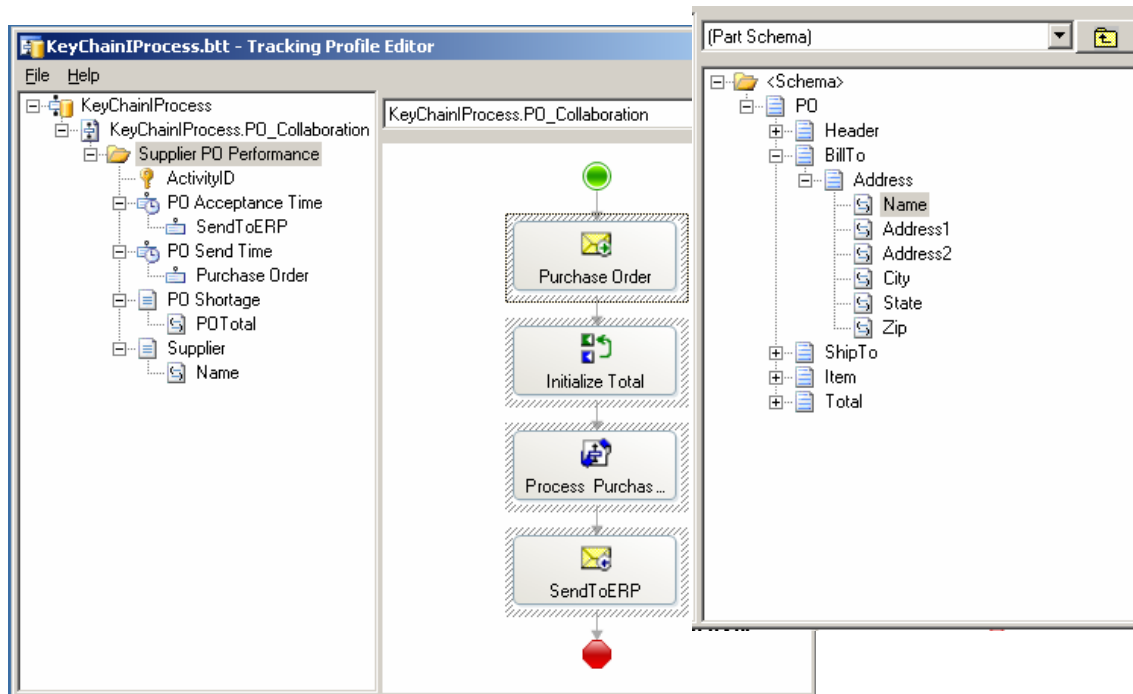 KeyChainIProcess.btt - Tracking Profile Editor
File Help
KeyChainIProcess
KeyChainIProcess.PO_Collaboration
Supplier PO Performance
ActivityID
PO Acceptance Time
SendToERP
PO Send Time
Purchase Order
PO Shortage
POTotal
Supplier
Name
KeyChainIProcess.PO_Collaboration
Purchase Order
Initialize Total
Process Purchas...
SendToERP
(Part Schema)
<Schema>
PO
Header
BillTo
Address
Name
Address1
Address2
City
State
Zip
ShipTo
Item
Total